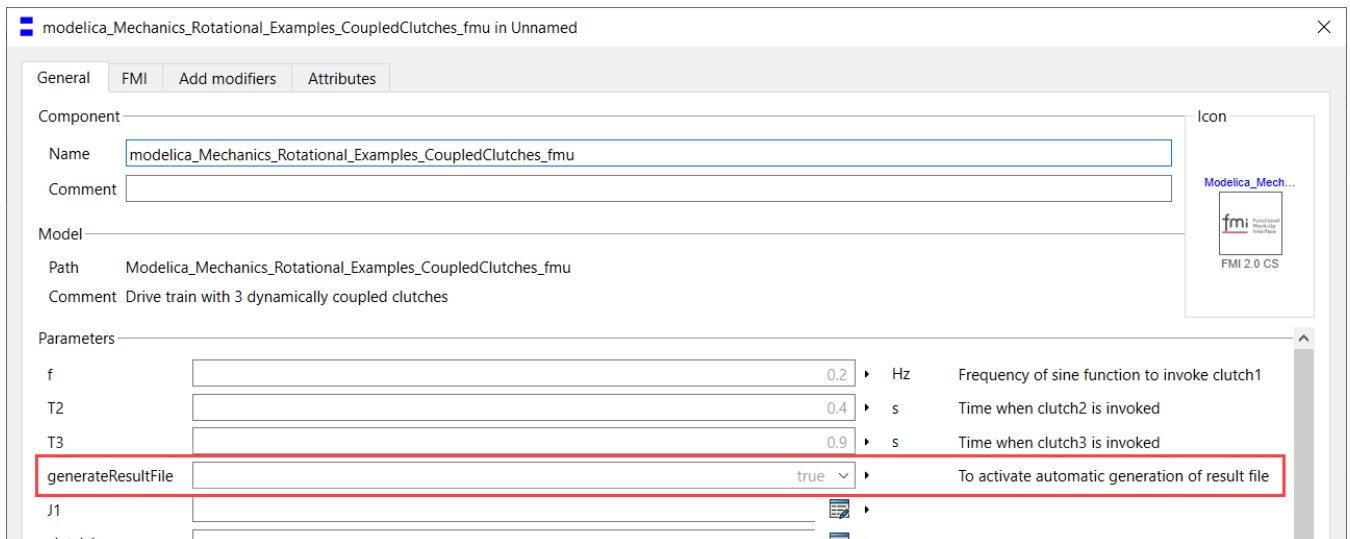 modelica_Mechanics_Rotational_Examples_CoupledClutches_fmu in Unnamed
General FMI Add modifiers Attributes
Component Icon
Name modelica_Mechanics_Rotational_Examples_CoupledClutches_fmu
Comment
Modelica_Mech...
fmi Functional Mock-Up Interface
FMI 2.0 CS
Model
Path Modelica_Mechanics_Rotational_Examples_CoupledClutches_fmu
Comment Drive train with 3 dynamically coupled clutches
Parameters
f 0.2 Hz Frequency of sine function to invoke clutch1
T2 0.4 s Time when clutch2 is invoked
T3 0.9 s Time when clutch3 is invoked
generateResultFile true To activate automatic generation of result file
J1